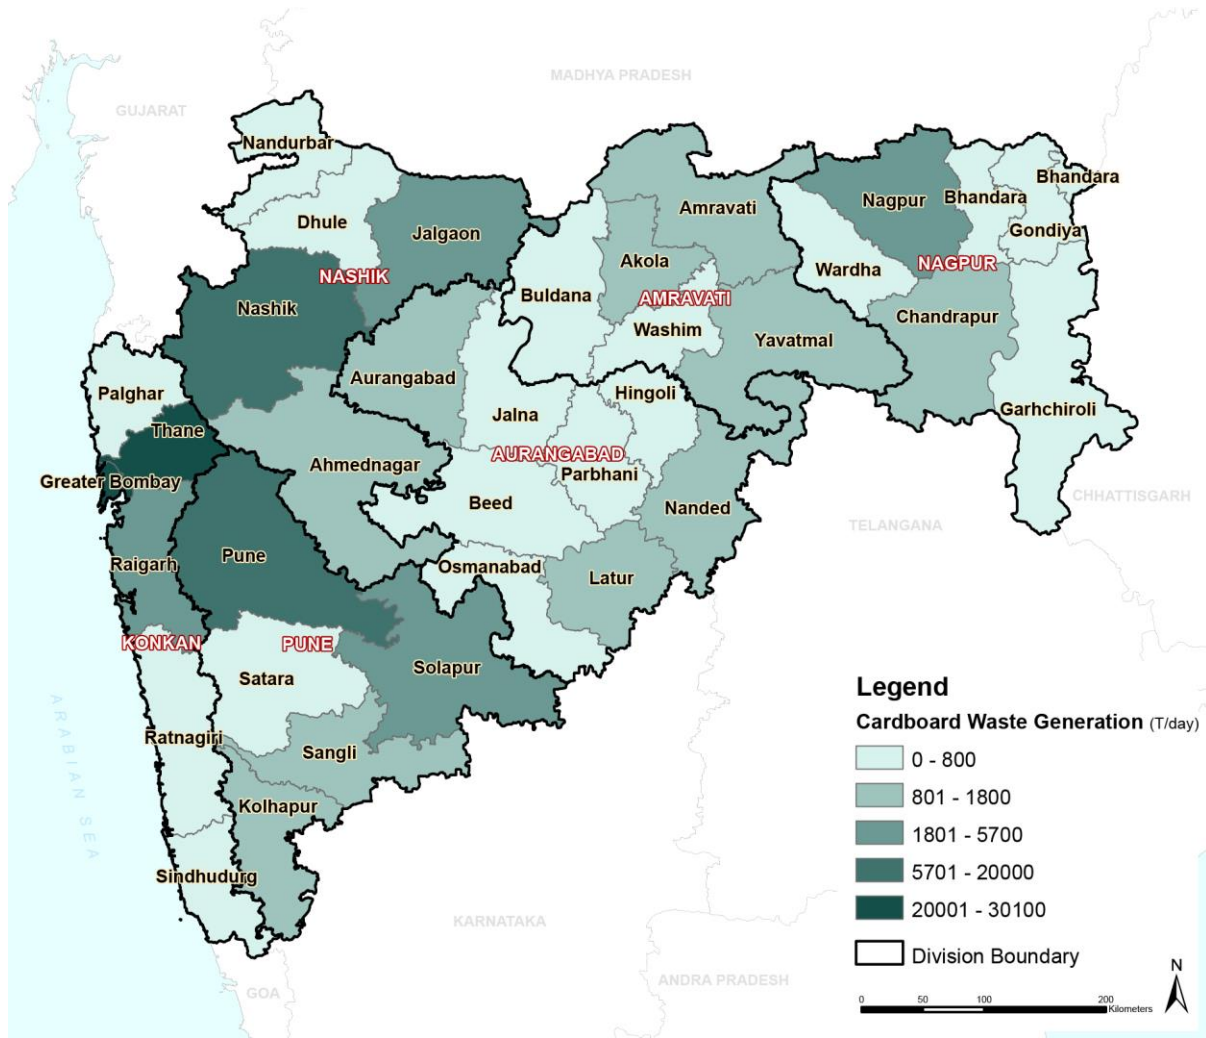 MADHYA PRADESH
GUJARAT
Nandurbar
Bhandara
Bhandara
Nagpur
Amravati
Dhule
Jalgaon
Gondiya
Akola
NAGPUR
Wardha
NASHIK
Buldana
AMRAVATI
Nashik
Chandrapur
Washim
Yavatmal
Aurangabad
Palghar
Hingoli
Jalna
Garhchiroli
Thane
AURANGABAD
Ahmednagar
Parbhani
Greater Bombay
CHHATTISGARH
Beed
Nanded
TELANGANA
Pune
Raigarh
Osmanabad
Latur
KONKAN
PUNE
Solapur
Satara
ARABIAN SEA
Ratnagiri
Sangli
Kolhapur
Sindhudurg
KARNATAKA
ANDRA PRADESH
GOA
Legend
Cardboard Waste Generation (T/day)
0 - 800
801 - 1800
1801 - 5700
5701 - 20000
20001 - 30100
Division Boundary
N
0 50 100 200
Kilometers